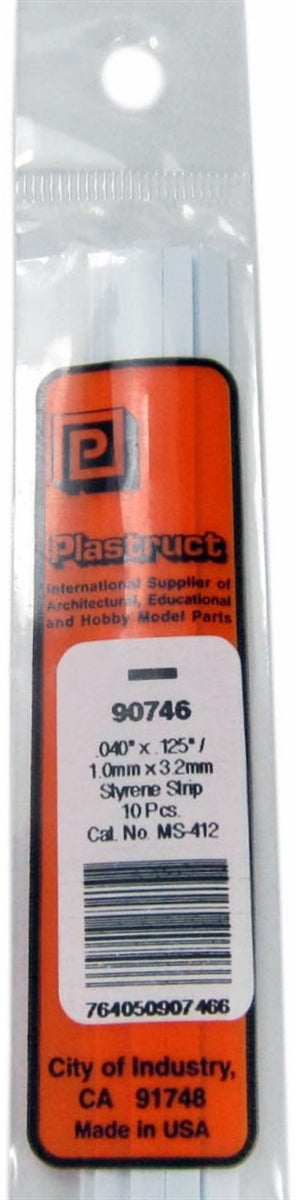 P
Plastruct
International Supplier of
Architectural, Educational
and Hobby Model Parts
90746
.040" x .125" /
1.0mm x 3.2mm
Styrene Strip
10 Pcs.
Cat. No. MS-412
764050907466
City of Industry,
CA 91748
Made in USA